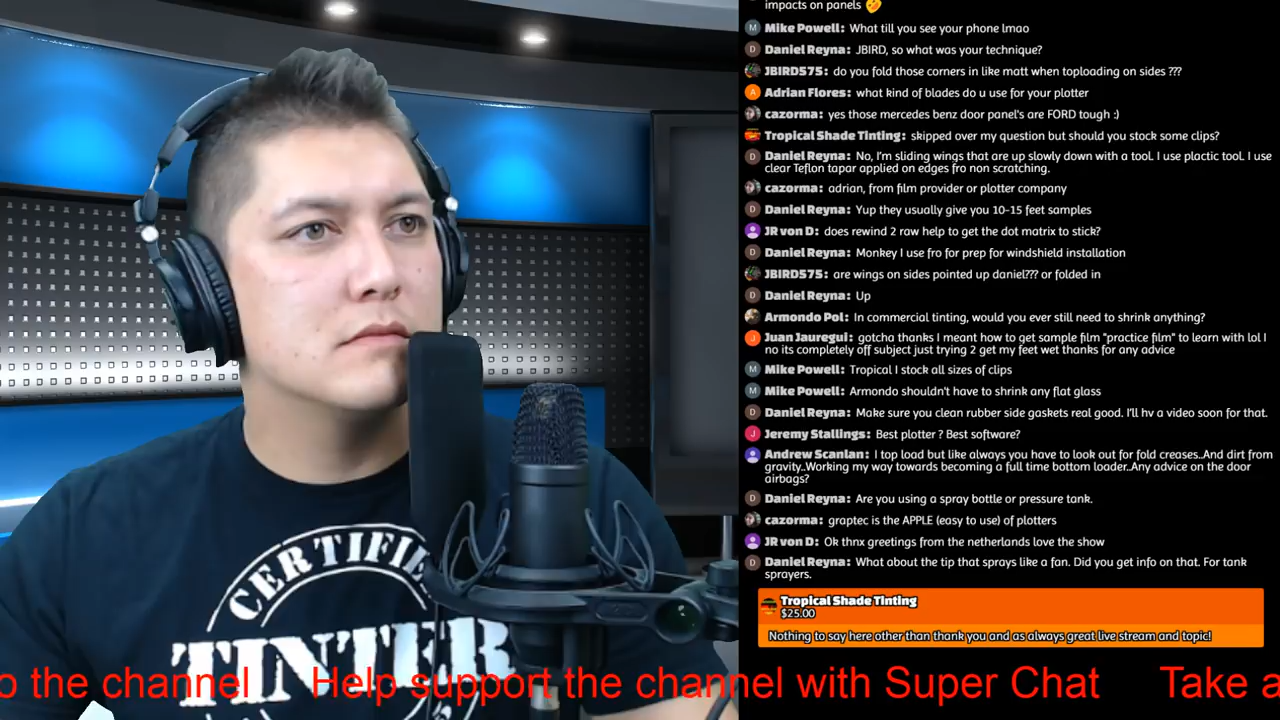 impacts on panels 🤣
Mike Powell: What till you see your phone lmao
Daniel Reyna: JBIRD, so what was your technique?
JBIRD575: do you fold those corners in like matt when toploading on sides ???
Adrian Flores: what kind of blades do u use for your plotter
cazorma: yes those mercedes benz door panel's are FORD tough :)
Tropical Shade Tinting: skipped over my question but should you stock some clips?
Daniel Reyna: No, I'm sliding wings that are up slowly down with a tool. I use plactic tool. I use
clear Teflon tapar applied on edges fro non scratching.
cazorma: adrian, from film provider or plotter company
Daniel Reyna: Yup they usually give you 10-15 feet samples
JR von D: does rewind 2 raw help to get the dot matrix to stick?
Daniel Reyna: Monkey I use fro for prep for windshield installation
JBIRD575: are wings on sides pointed up daniel??? or folded in
Daniel Reyna: Up
Armondo Pol: In commercial tinting, would you ever still need to shrink anything?
Juan Jauregui: gotcha thanks I meant how to get sample film "practice film" to learn with lol I
no its completely off subject just trying 2 get my feet wet thanks for any advice
Mike Powell: Tropical I stock all sizes of clips
Mike Powell: Armondo shouldn't have to shrink any flat glass
Daniel Reyna: Make sure you clean rubber side gaskets real good. I'll hv a video soon for that.
Jeremy Stallings: Best plotter ? Best software?
Andrew Scanlan: I top load but like always you have to look out for fold creases..And dirt from
gravity..Working my way towards becoming a full time bottom loader..Any advice on the door
airbags?
Daniel Reyna: Are you using a spray bottle or pressure tank.
cazorma: graptec is the APPLE (easy to use) of plotters
JR von D: Ok thnx greetings from the netherlands love the show
Daniel Reyna: What about the tip that sprays like a fan. Did you get info on that. For tank
sprayers.
Tropical Shade Tinting
$25.00
Nothing to say here other than thank you and as always great live stream and topic!
CERTIFIE
TINTER
o the channel Help support the channel with Super Chat Take a